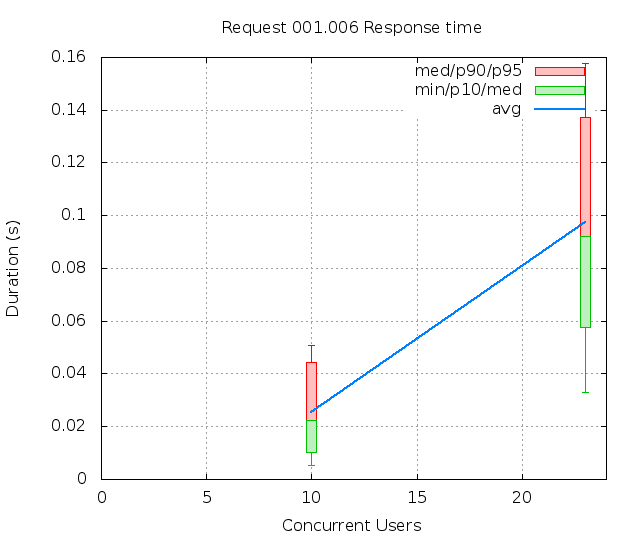 Request 001.006 Response time
0.16
0.14
0.12
0.1
0.08
0.06
0.04
0.02
0
Duration (s)
med/p90/p95
min/p10/med
avg
0 5 10 15 20
Concurrent Users